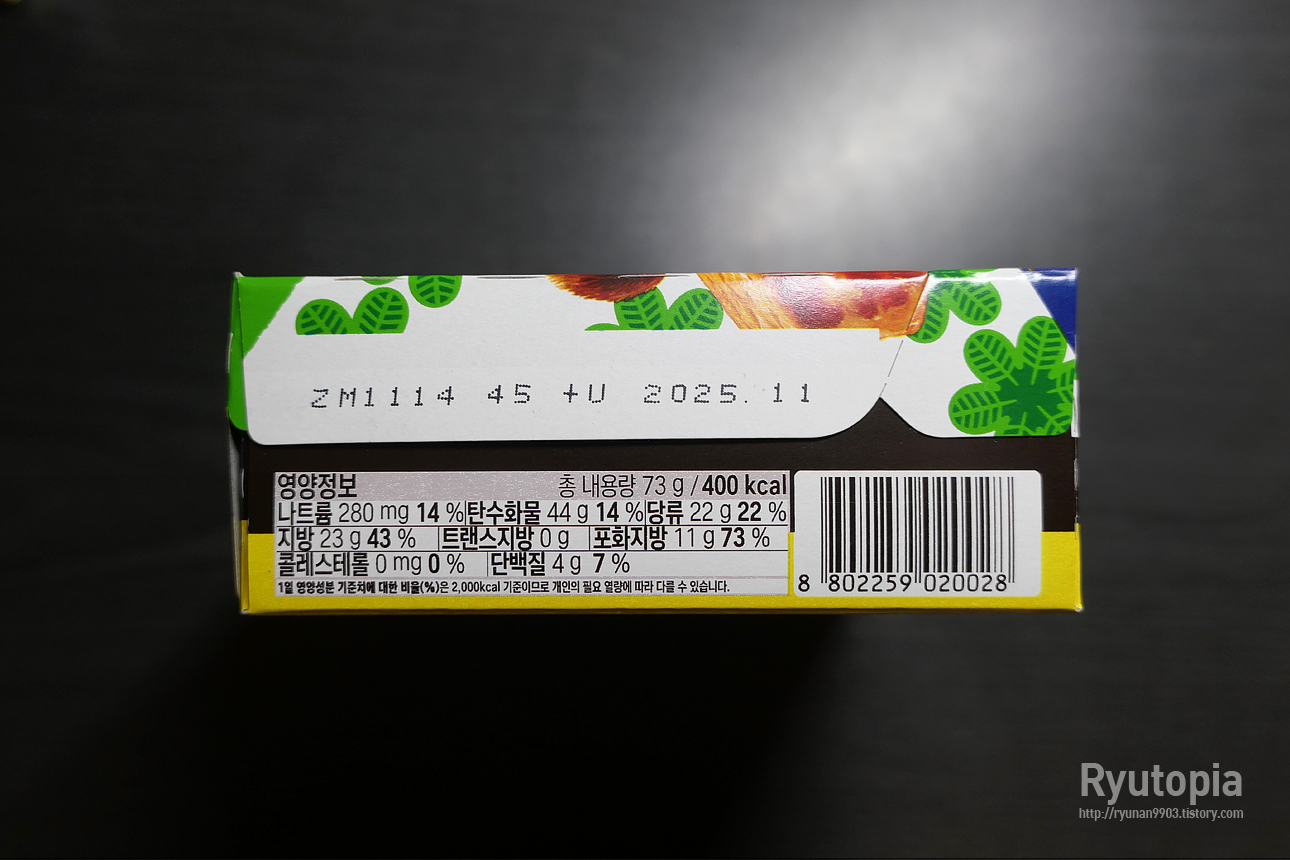 ZM1114 45 +U 2025.11
영양정보 총 내용량 73 g / 400 kcal
나트륨 280 mg 14 % 탄수화물 44 g 14 % 당류 22 g 22 %
지방 23 g 43 % 트랜스지방 0 g 포화지방 11 g 73 %
콜레스테롤 0 mg 0 % 단백질 4 g 7 %
1일 영양성분 기준치에 대한 비율(%)은 2,000kcal 기준이므로 개인의 필요 열량에 따라 다를 수 있습니다.
8 802259 020028
Ryutopia
http://ryunan9903.tistory.com